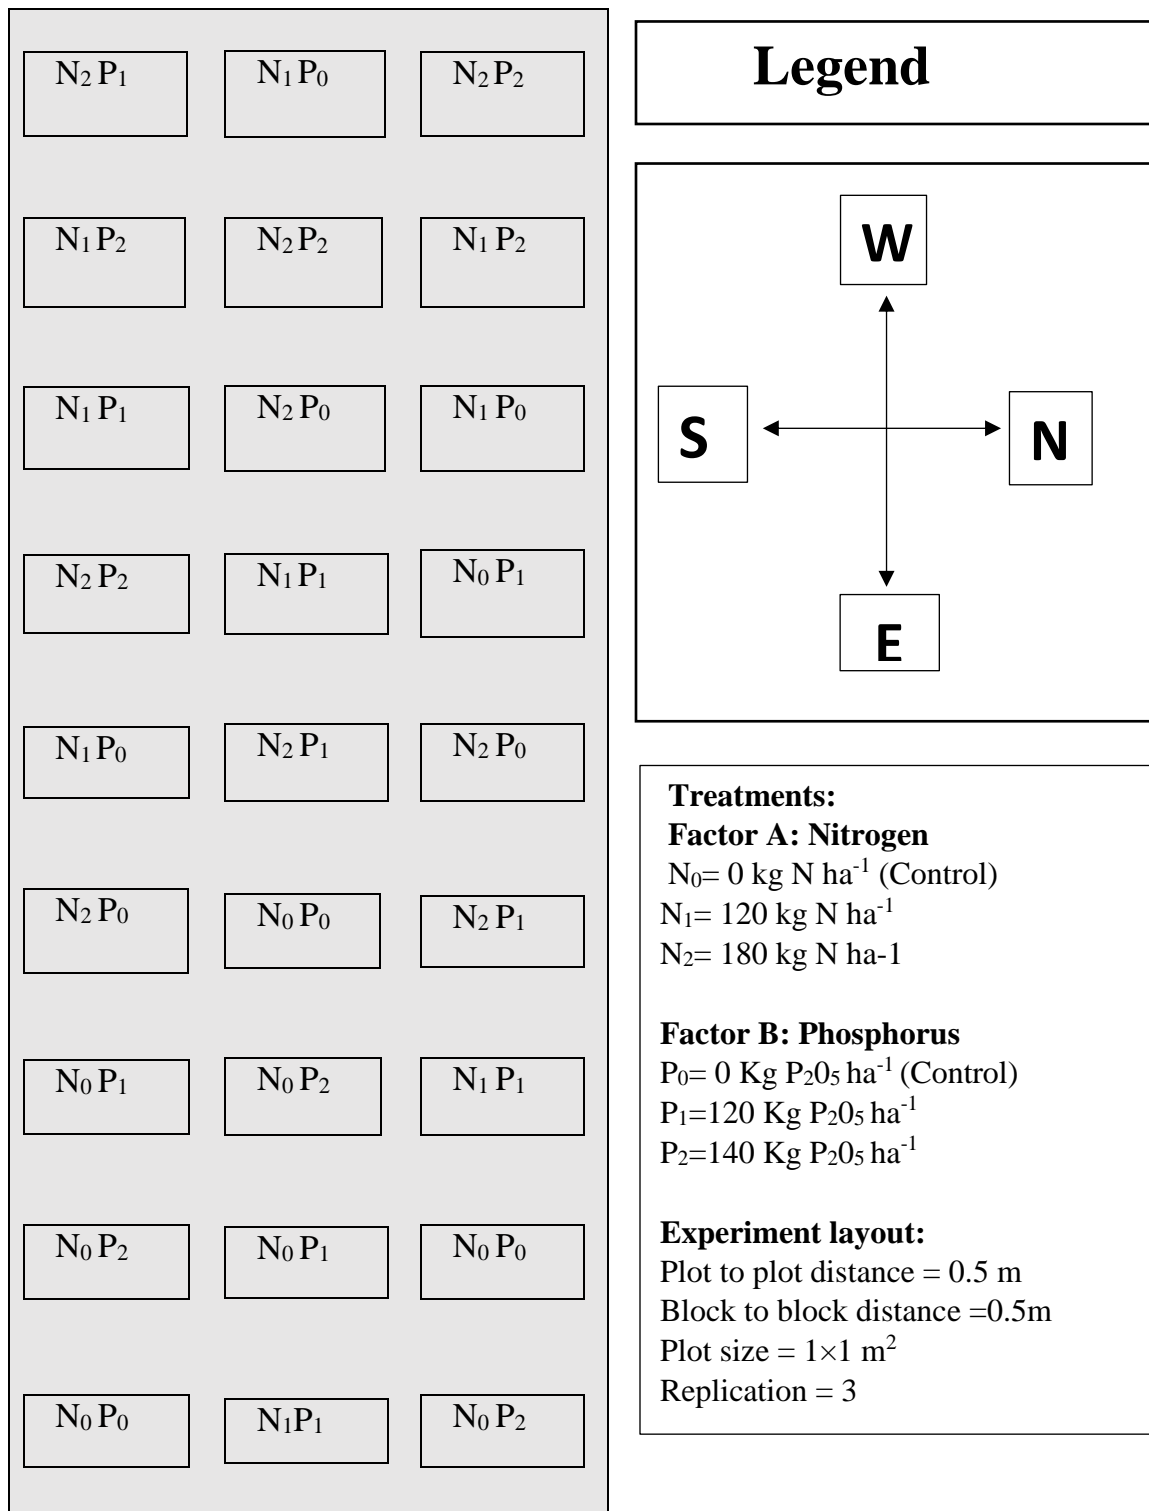 N₂ P₁ N₁ P₀ N₂ P₂
N₁ P₂ N₂ P₂ N₁ P₂
N₁ P₁ N₂ P₀ N₁ P₀
N₂ P₂ N₁ P₁ N₀ P₁
N₁ P₀ N₂ P₁ N₂ P₀
N₂ P₀ N₀ P₀ N₂ P₁
N₀ P₁ N₀ P₂ N₁ P₁
N₀ P₂ N₀ P₁ N₀ P₀
N₀ P₀ N₁P₁ N₀ P₂
Legend
W
S N
E
Treatments:
Factor A: Nitrogen
N₀= 0 kg N ha⁻¹ (Control)
N₁= 120 kg N ha⁻¹
N₂= 180 kg N ha-1
Factor B: Phosphorus
P₀= 0 Kg P₂0₅ ha⁻¹ (Control)
P₁=120 Kg P₂0₅ ha⁻¹
P₂=140 Kg P₂0₅ ha⁻¹
Experiment layout:
Plot to plot distance = 0.5 m
Block to block distance =0.5m
Plot size = 1×1 m²
Replication = 3